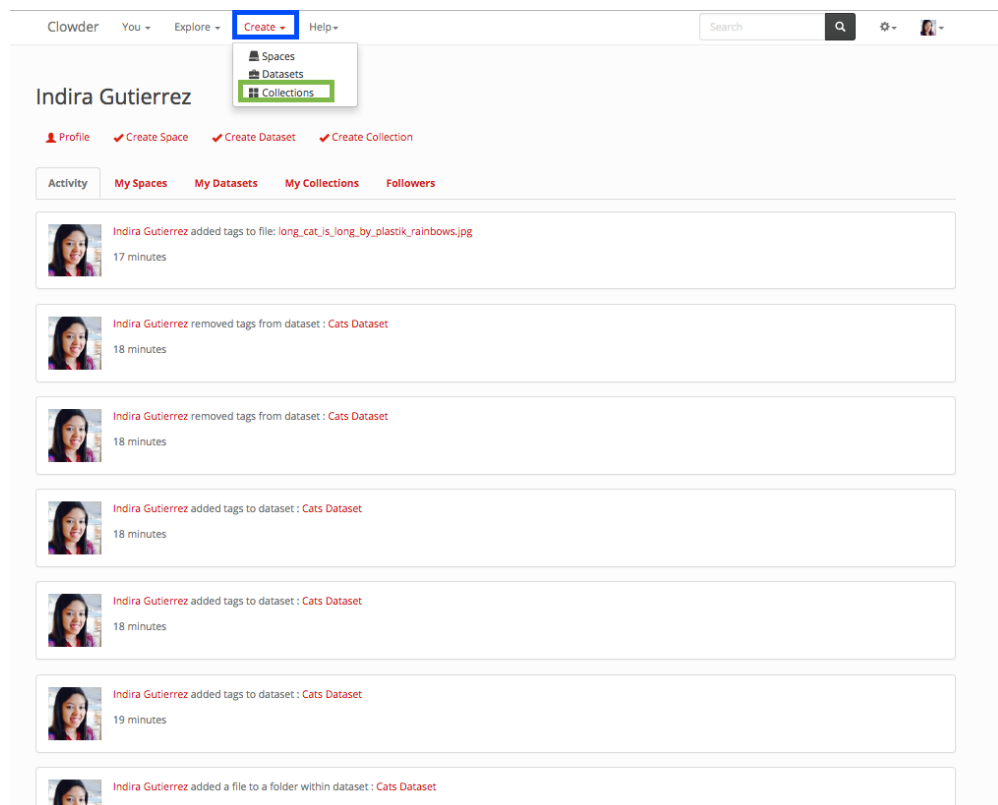 Clowder You Explore Create Help Search
Spaces
Datasets
Collections
Indira Gutierrez
Profile Create Space Create Dataset Create Collection
Activity My Spaces My Datasets My Collections Followers
Indira Gutierrez added tags to file: long_cat_is_long_by_plastik_rainbows.jpg
17 minutes
Indira Gutierrez removed tags from dataset : Cats Dataset
18 minutes
Indira Gutierrez removed tags from dataset : Cats Dataset
18 minutes
Indira Gutierrez added tags to dataset : Cats Dataset
18 minutes
Indira Gutierrez added tags to dataset : Cats Dataset
18 minutes
Indira Gutierrez added tags to dataset : Cats Dataset
19 minutes
Indira Gutierrez added a file to a folder within dataset : Cats Dataset